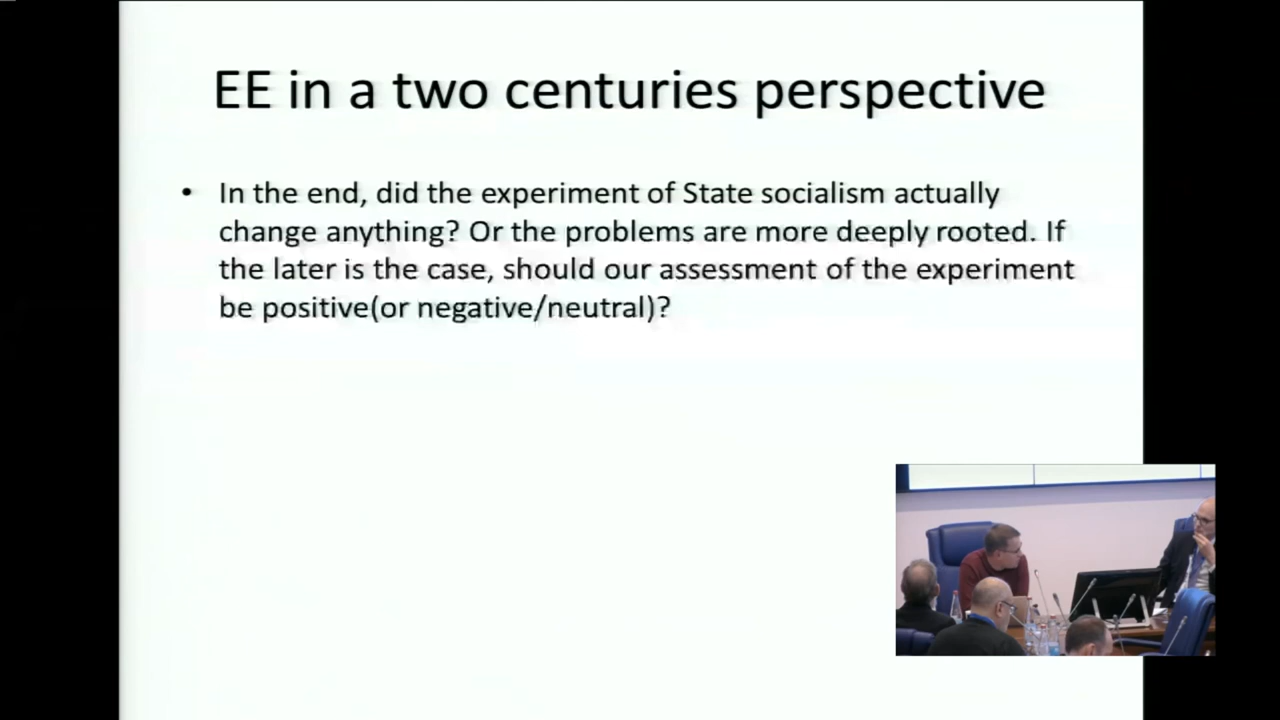 EE in a two centuries perspective
• In the end, did the experiment of State socialism actually
change anything? Or the problems are more deeply rooted. If
the later is the case, should our assessment of the experiment
be positive(or negative/neutral)?